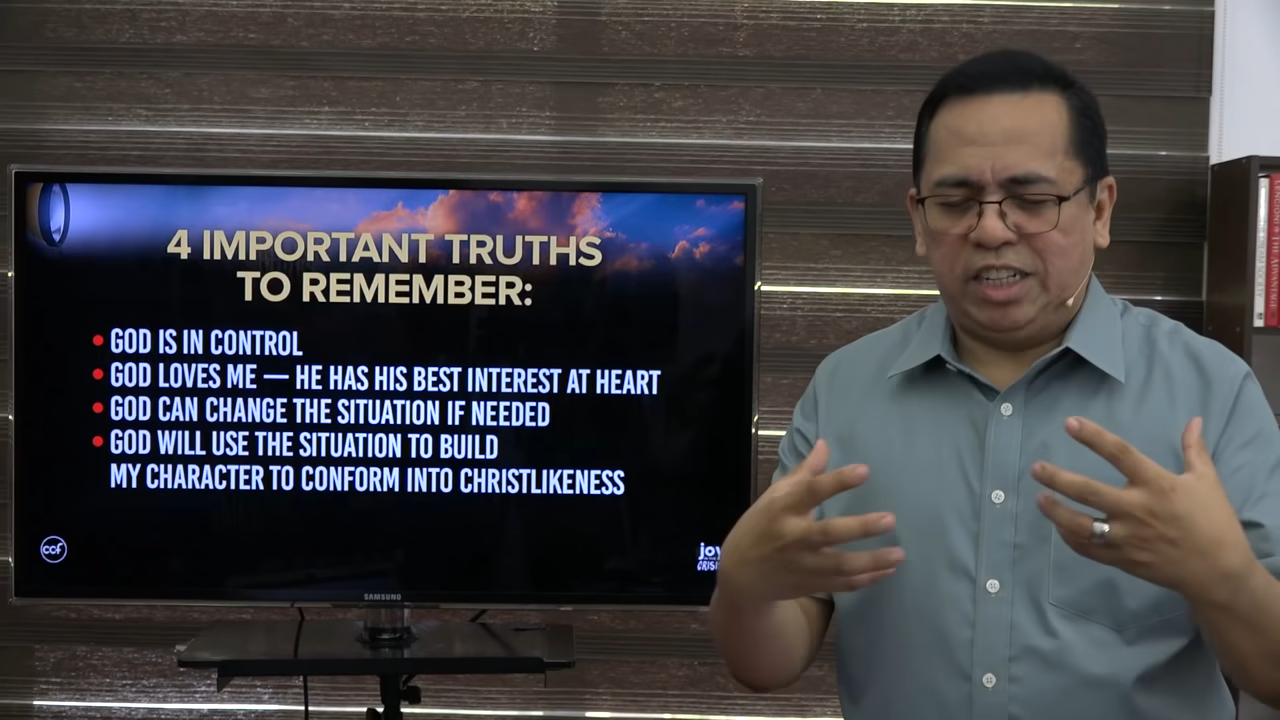 4 IMPORTANT TRUTHS
TO REMEMBER:
GOD IS IN CONTROL
GOD LOVES ME — HE HAS HIS BEST INTEREST AT HEART
GOD CAN CHANGE THE SITUATION IF NEEDED
GOD WILL USE THE SITUATION TO BUILD
MY CHARACTER TO CONFORM INTO CHRISTLIKENESS
ccf
SAMSUNG